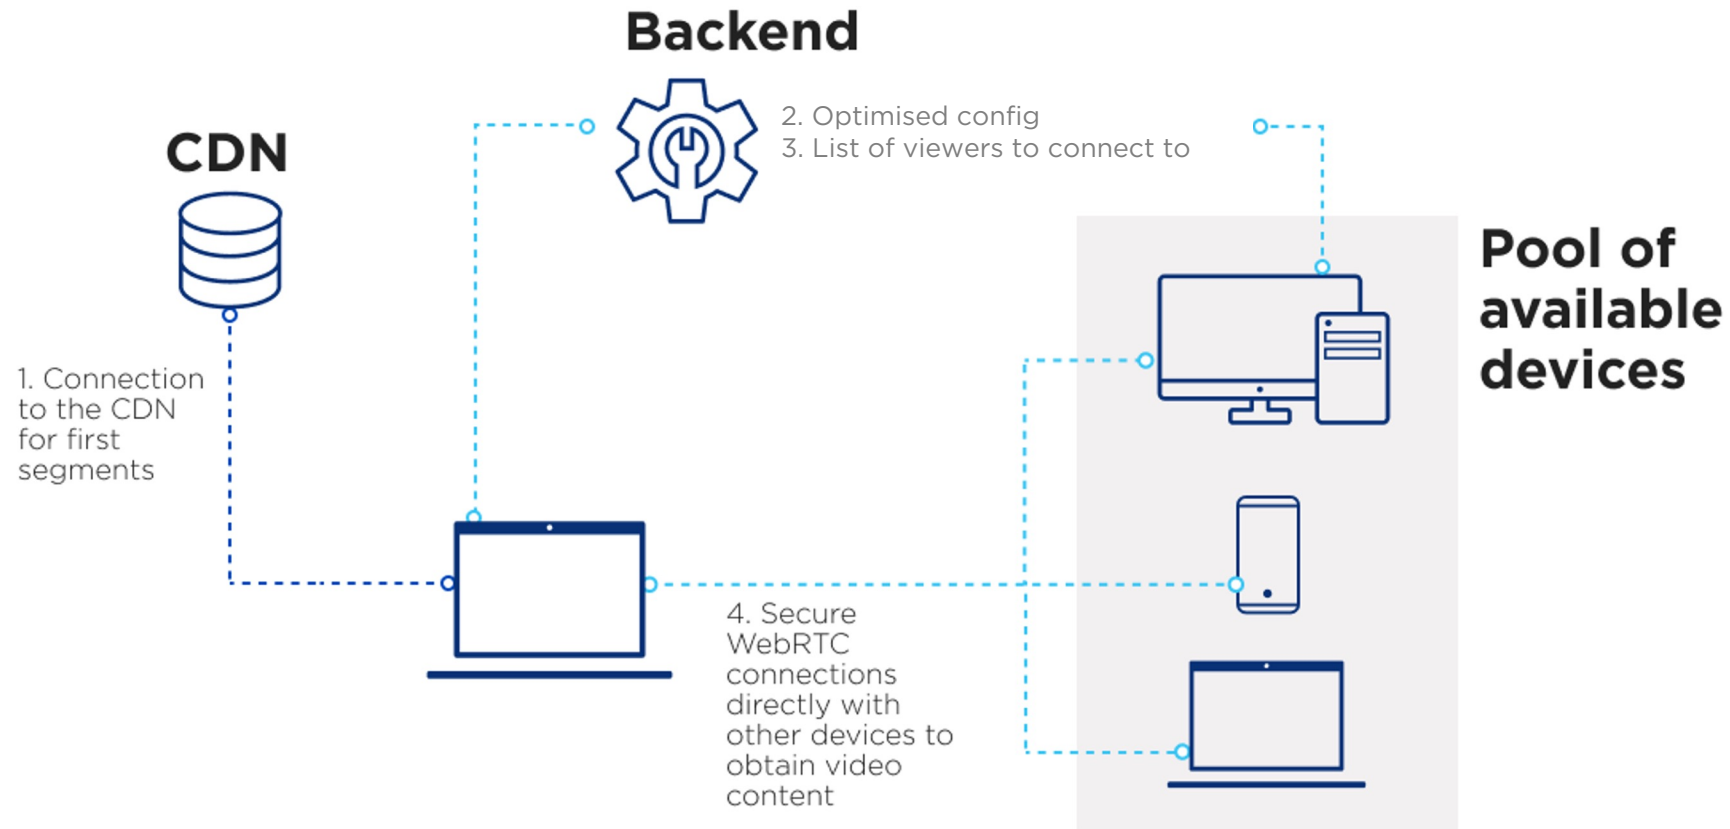 Backend
2. Optimised config
3. List of viewers to connect to
CDN
1. Connection
to the CDN
for first
segments
Pool of
available
devices
4. Secure
WebRTC
connections
directly with
other devices to
obtain video
content